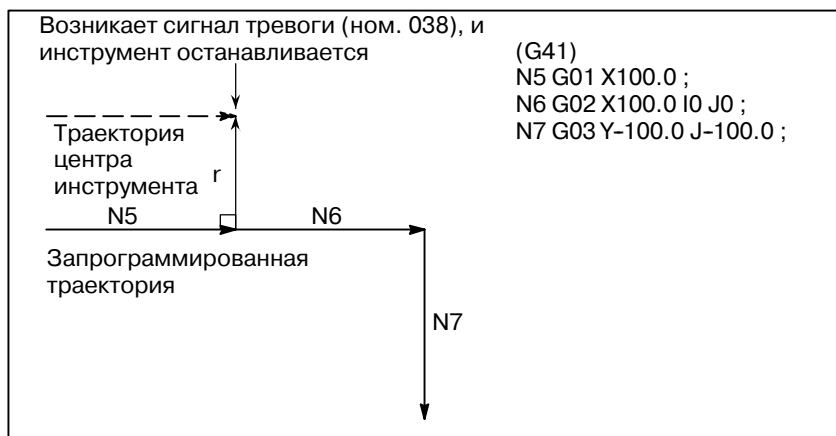 Возникает сигнал тревоги (ном. 038), и
инструмент останавливается
(G41)
N5 G01 X100.0 ;
N6 G02 X100.0 I0 J0 ;
N7 G03 Y-100.0 J-100.0 ;
Траектория
центра
инструмента
r
N5
N6
Запрограммированная
траектория
N7